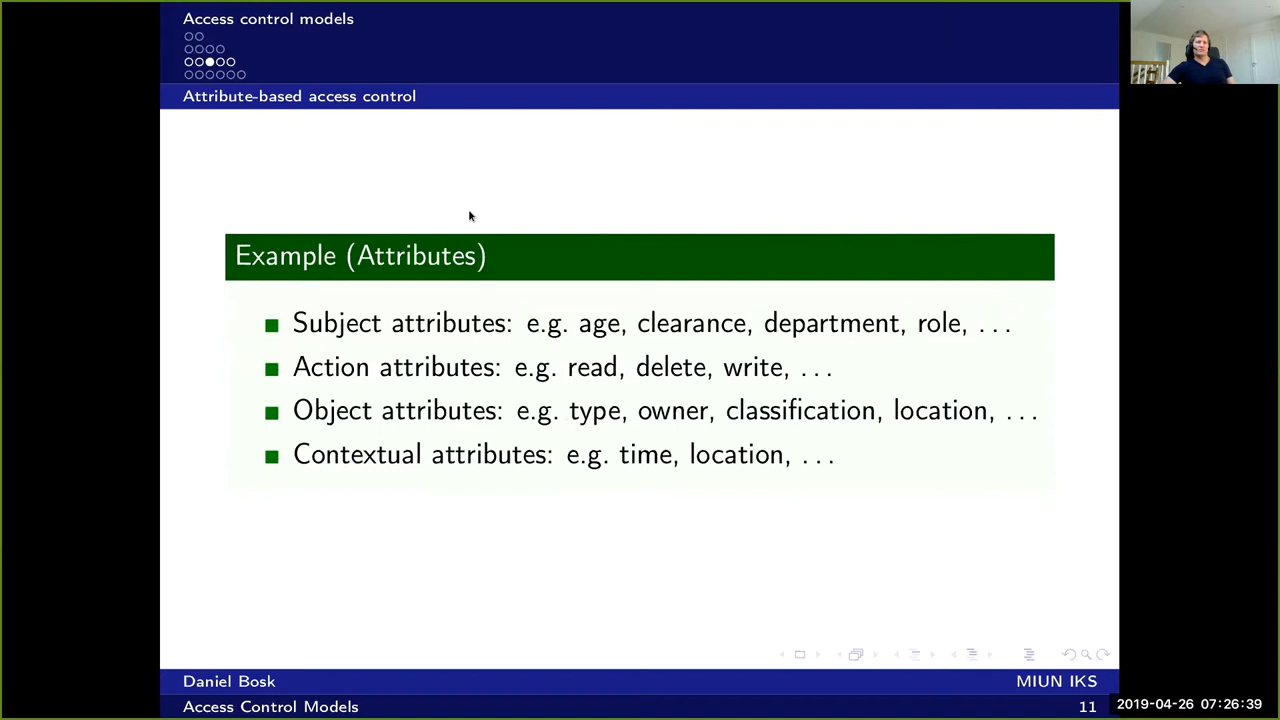 Access control models
Attribute-based access control
Example (Attributes)
Subject attributes: e.g. age, clearance, department, role, ...
Action attributes: e.g. read, delete, write, ...
Object attributes: e.g. type, owner, classification, location, ...
Contextual attributes: e.g. time, location, ...
Daniel Bosk
MIUN IKS
Access Control Models
11
2019-04-26 07:26:39